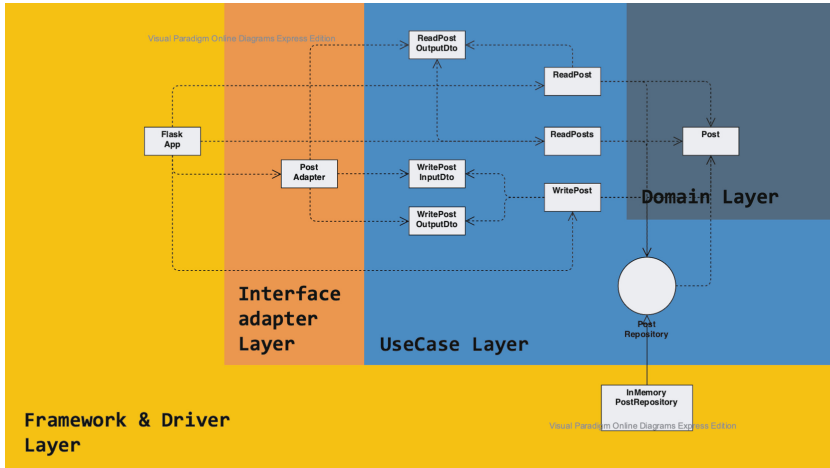 Visual Paradigm Online Diagrams Express Edition
ReadPost
OutputDto
ReadPost
Flask
App
ReadPosts
Post
Post
Adapter
WritePost
InputDto
WritePost
Domain Layer
WritePost
OutputDto
Interface
adapter
Layer
Post
Repository
UseCase Layer
InMemory
PostRepository
Framework & Driver
Layer
Visual Paradigm Online Diagrams Express Edition